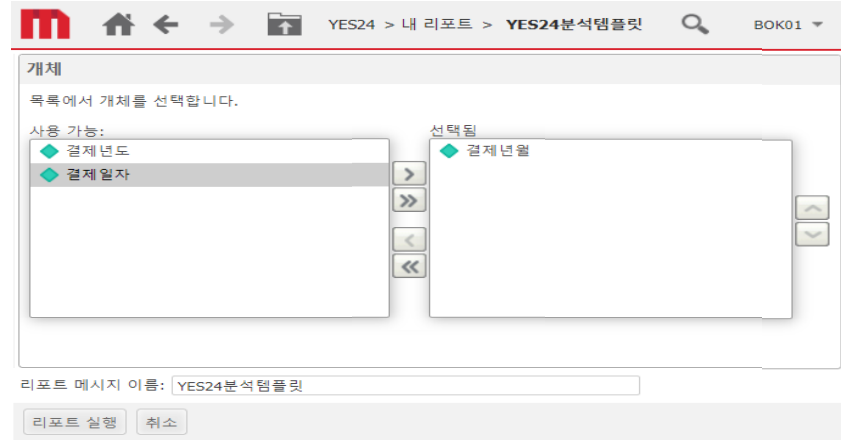 YES24 > 내 리포트 > YES24분석템플릿 BOK01
개체
목록에서 개체를 선택합니다.
사용 가능: 선택됨
결제년도 결제년월
결제일자
리포트 메시지 이름: YES24분석템플릿
리포트 실행 취소